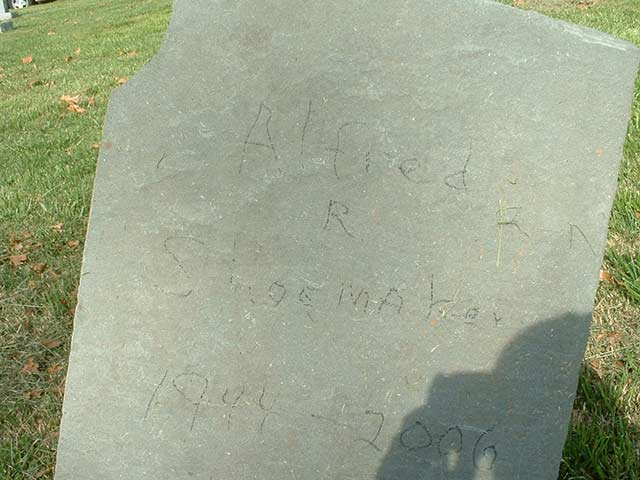 Alfred
R
Shoemaker
1944 - 2006